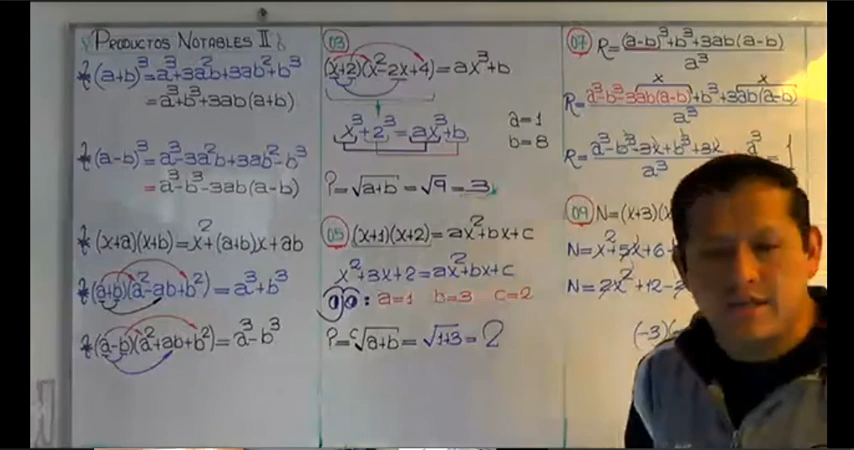 PRODUCTOS NOTABLES II
* (a+b)³=a³+3a²b+3ab²+b³
=a³+b³+3ab(a+b)
* (a-b)³=a³-3a²b+3ab²-b³
=a³-b³-3ab(a-b)
* (x+a)(x+b)=x²+(a+b)x+ab
* (a+b)(a²-ab+b²)=a³+b³
* (a-b)(a²+ab+b²)=a³-b³
03
(x+2)(x²-2x+4)=ax³+b
x³+2³=ax³+b
a=1
b=8
P=√a+b=√9=3
05 (x+1)(x+2)=ax²+bx+c
x²+3x+2=ax²+bx+c
: a=1 b=3 c=2
P=ᶜ√a+b=√1+3=2
07 R=(a-b)³+b³+3ab(a-b)
a³
x x
R=a³-b³-3ab(a-b)+b³+3ab(a-b)
a³
R=a³-b³-3x+b³+3x a³=1
a³
09 N=(x+3)(x
N=x²+5x+6
N=2x²+12-2
(-3)(